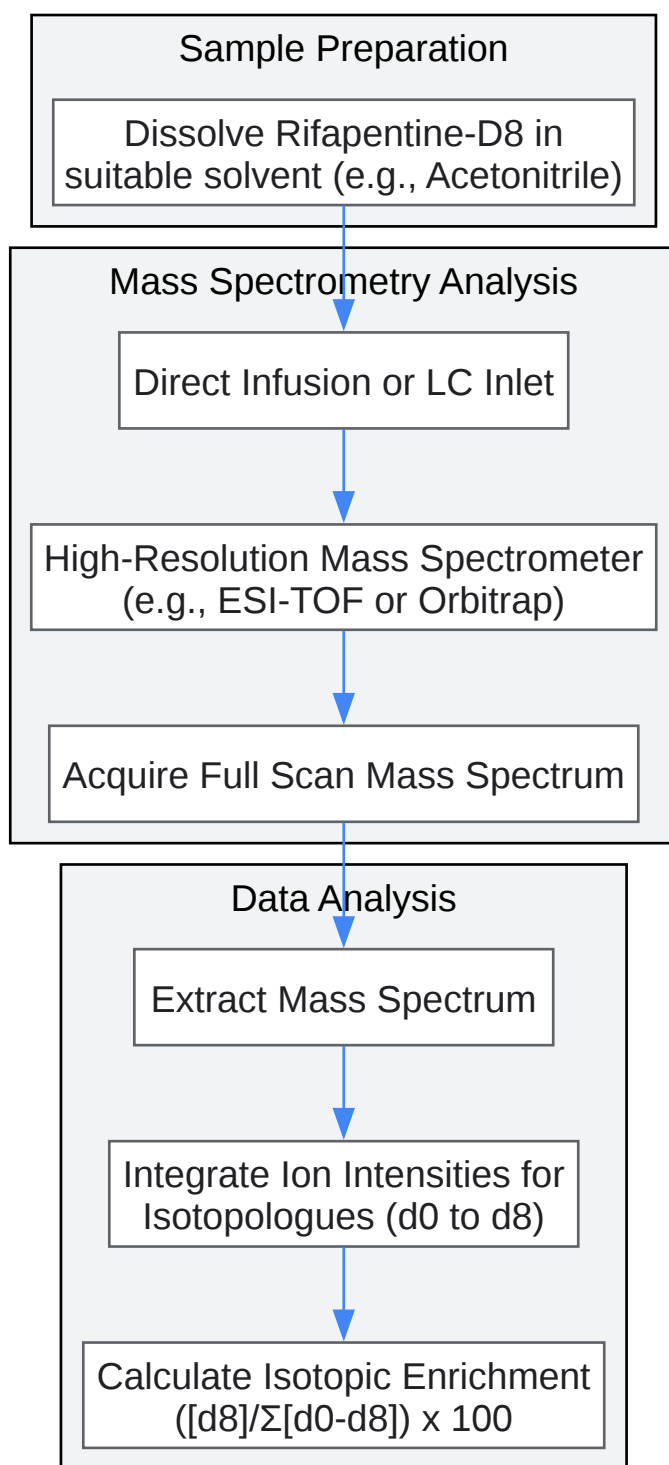 Sample Preparation
Dissolve Rifapentine-D8 in
suitable solvent (e.g., Acetonitrile)
Mass Spectrometry Analysis
Direct Infusion or LC Inlet
High-Resolution Mass Spectrometer
(e.g., ESI-TOF or Orbitrap)
Acquire Full Scan Mass Spectrum
Data Analysis
Extract Mass Spectrum
Integrate Ion Intensities for
Isotopologues (d0 to d8)
Calculate Isotopic Enrichment
([d8]/Σ[d0-d8]) x 100